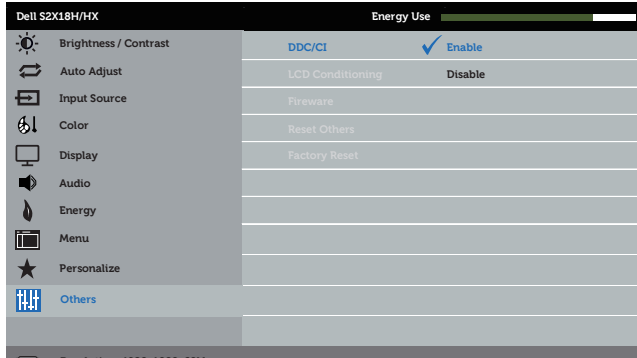 Dell S2X18H/HX Energy Use
Brightness / Contrast
Auto Adjust
Input Source
Color
Display
Audio
Energy
Menu
Personalize
Others
DDC/CI Enable
LCD Conditioning Disable
Fireware
Reset Others
Factory Reset